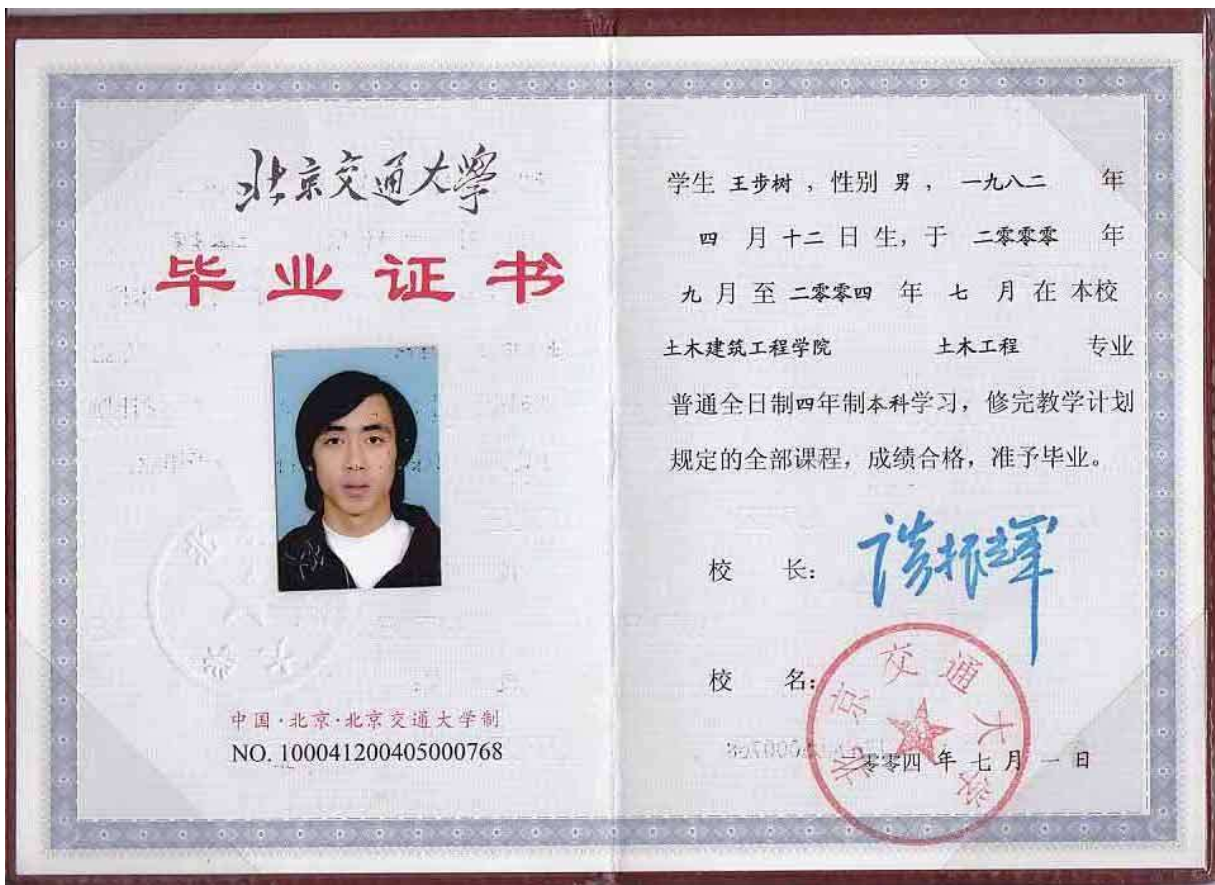 北京交通大学
毕业证书
中国·北京·北京交通大学制
NO. 100041200405000768
学生 王步树 , 性别 男 , 一九八二 年
四 月 十二 日 生, 于 二零零零 年
九 月 至 二零零四 年 七 月 在 本校
土木建筑工程学院 土木工程 专业
普通全日制四年制本科学习，修完教学计划
规定的全部课程，成绩合格，准予毕业。
校 长: 谈振辉
校 名:
北京交通大学
零零四 年 七 月 一 日